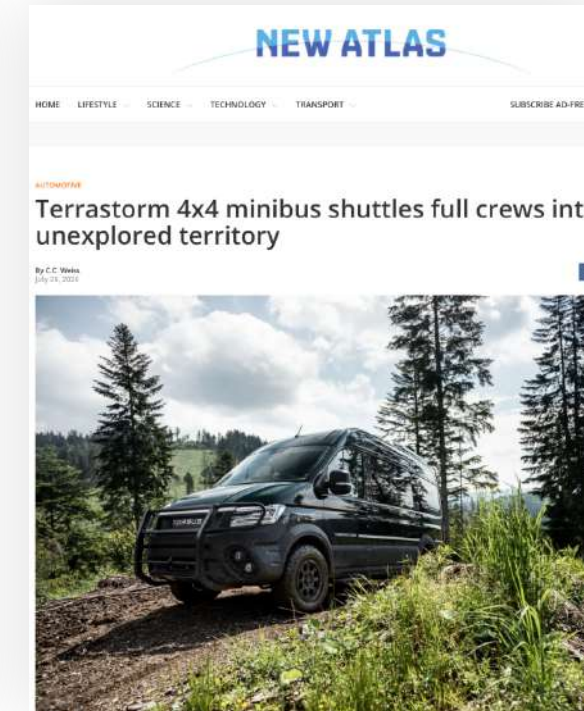 NEW ATLAS
HOME LIFESTYLE SCIENCE TECHNOLOGY TRANSPORT SUBSCRIBE AD-FRE
AUTOMOTIVE
Terrastorm 4x4 minibus shuttles full crews int
unexplored territory
By C.C. Weiss